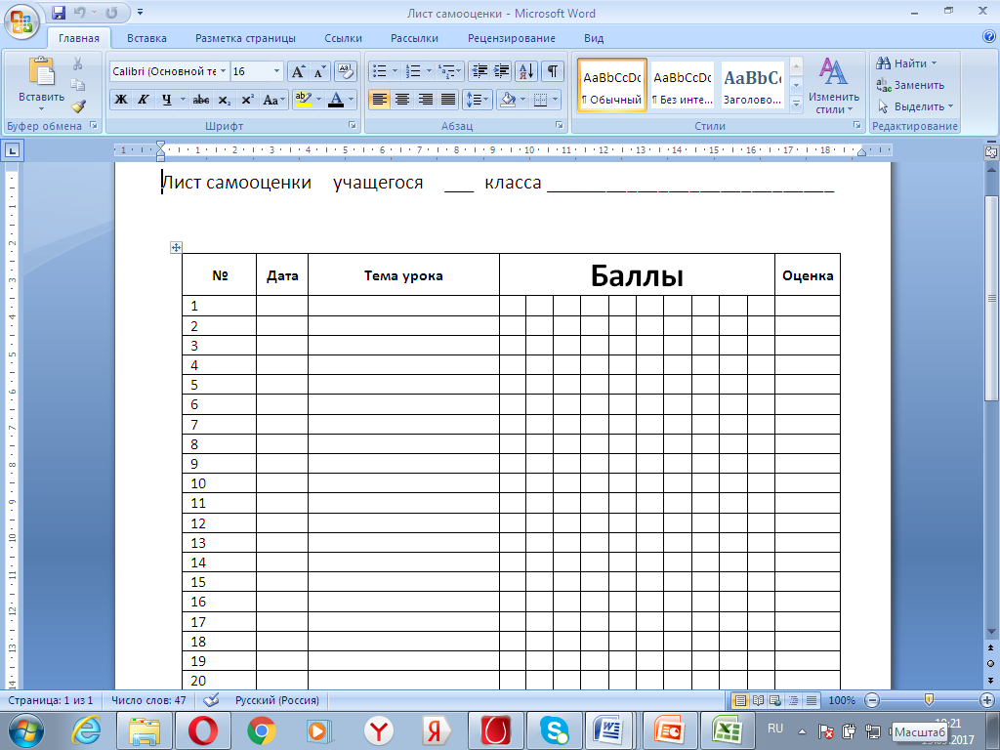 Лист самооценки - Microsoft Word
Главная Вставка Разметка страницы Ссылки Рассылки Рецензирование Вид
Calibri (Основной те 16
Вставить
Ж К Ч abc x₂ x² Aa ab А
АЯ ¶
AaBbCcDc AaBbCcDc AaBbC
¶ Обычный ¶ Без инте... Заголово...
Изменить стили
Найти
Заменить
Выделить
Буфер обмена Шрифт Абзац Стили Редактирование
1 1 2 3 4 5 6 7 8 9 10 11 12 13 14 15 16 17 18
Лист самооценки учащегося ___ класса ____________________________
№ Дата Тема урока Баллы Оценка
1
2
3
4
5
6
7
8
9
10
11
12
13
14
15
16
17
18
19
20
Страница: 1 из 1 Число слов: 47 Русский (Россия) 100%
RU Масштаб